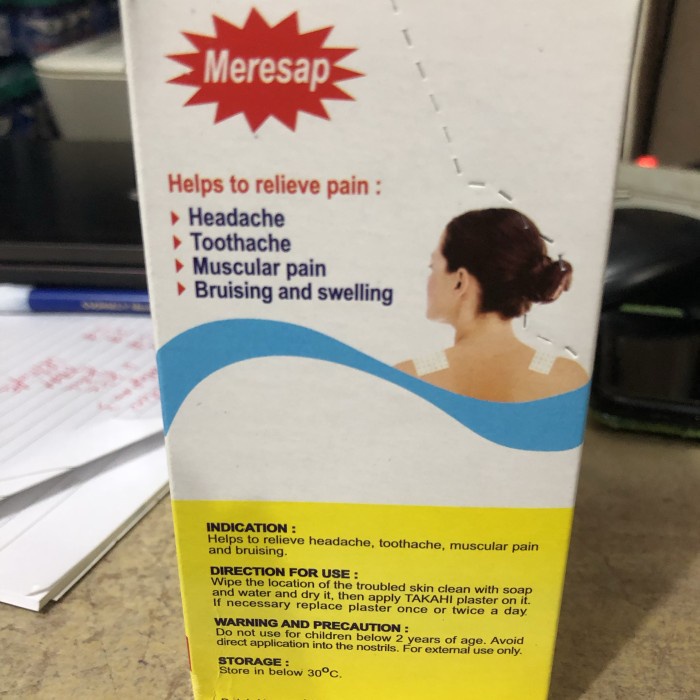 Meresap
Helps to relieve pain :
Headache
Toothache
Muscular pain
Bruising and swelling
INDICATION :
Helps to relieve headache, toothache, muscular pain
and bruising.
DIRECTION FOR USE :
Wipe the location of the troubled skin clean with soap
and water and dry it, then apply TAKAHI plaster on it.
If necessary replace plaster once or twice a day
WARNING AND PRECAUTION :
Do not use for children below 2 years of age. Avoid
direct application into the nostrils. For external use only.
STORAGE :
Store in below 30°C.